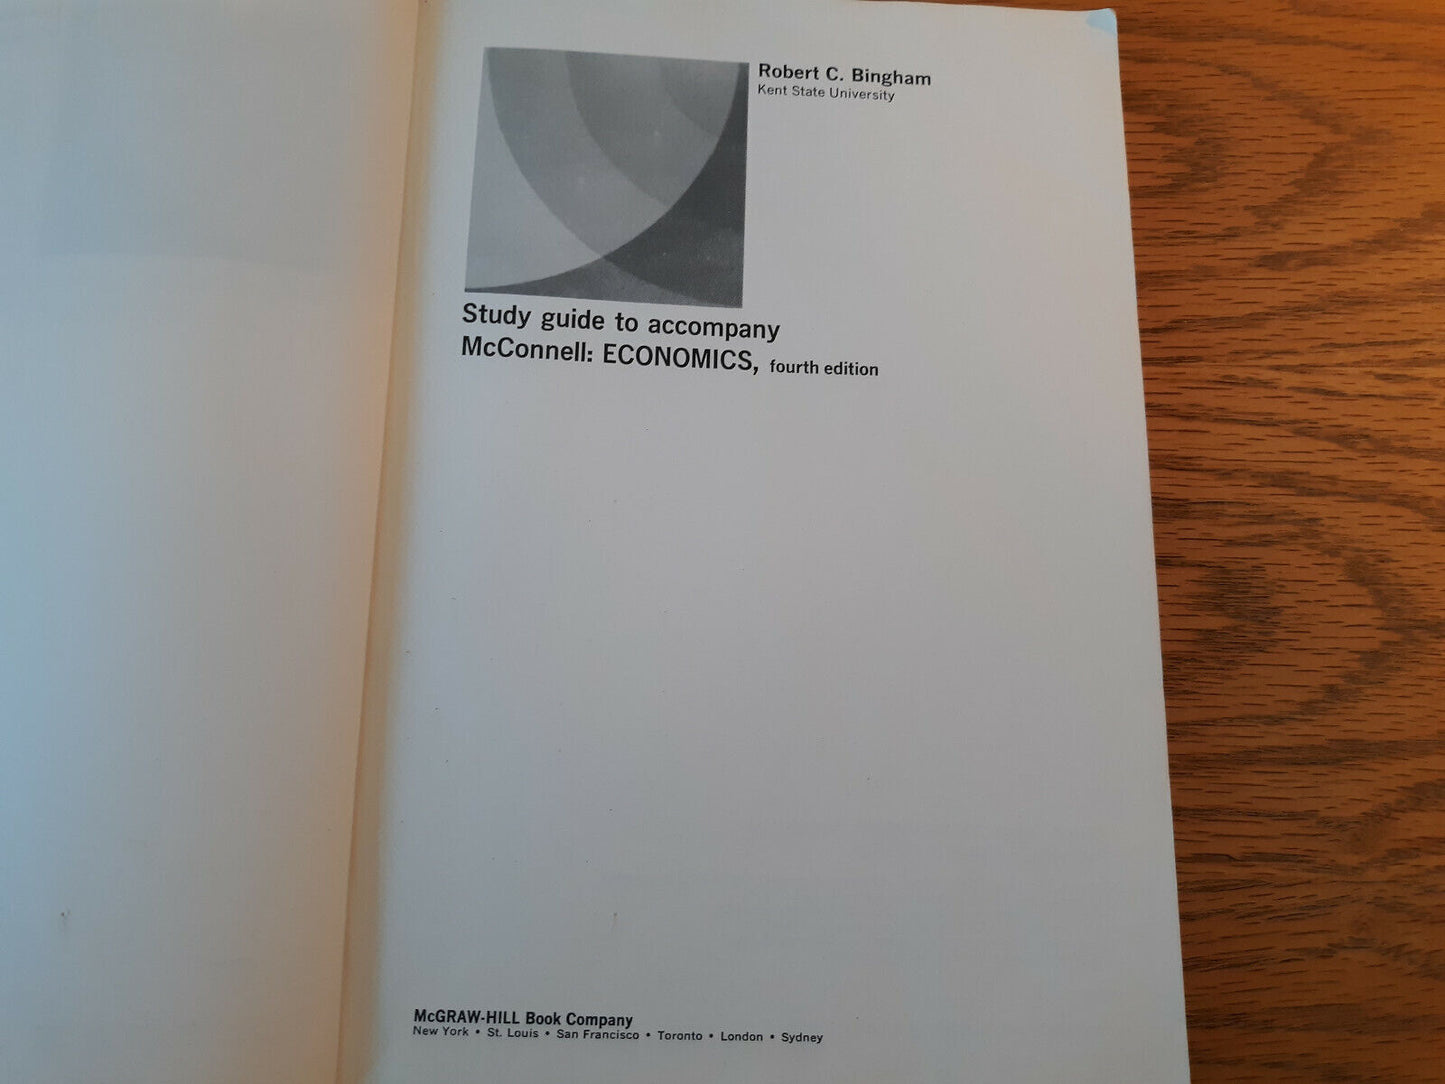 Robert C. Bingham
Kent State University
Study guide to accompany
McConnell: ECONOMICS, fourth edition
McGRAW-HILL Book Company
New York • St. Louis • San Francisco • Toronto • London • Sydney